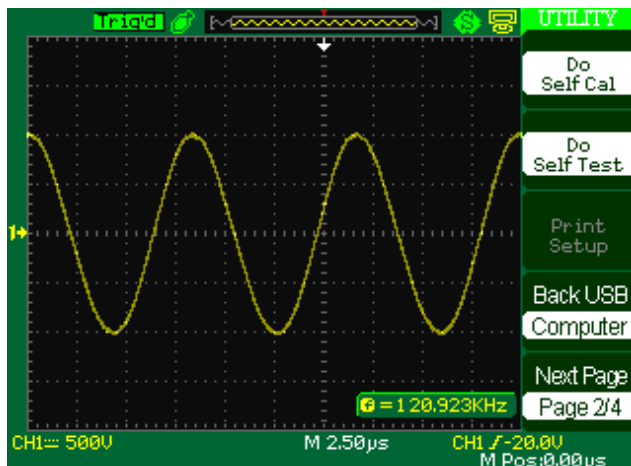 Trig'd
UTILITY
Do
Self Cal
Do
Self Test
Print
Setup
Back USB
Computer
Next Page
Page 2/4
1
f=120.923KHz
CH1 500V
M 2.50µs
CH1 -20.0V
M Pos:0.00µs